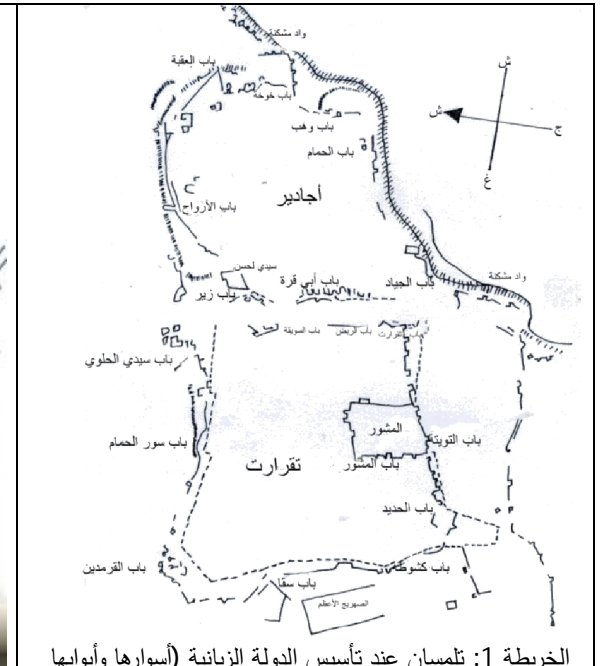 واد مشكنة
باب العقبة
باب خوخة
باب وهب
باب الحمام
ش
ش
ج
غ
أجادير
باب الأرواح
سيدي لحسن
باب أبي قرة
باب الجياد
واد مشكنة
باب زير
باب السويقة
باب الربض
باب سيدي الحلوي
المشور
باب التويتة
باب سور الحمام
تقرارت
باب المشور
باب الحديد
باب القرمدين
باب كشوطة
باب سقا
الصهريج الأعظم
الخريطة 1: تلمسان عند تأسيس الدولة الزيانية (أسوارها وأبوابها